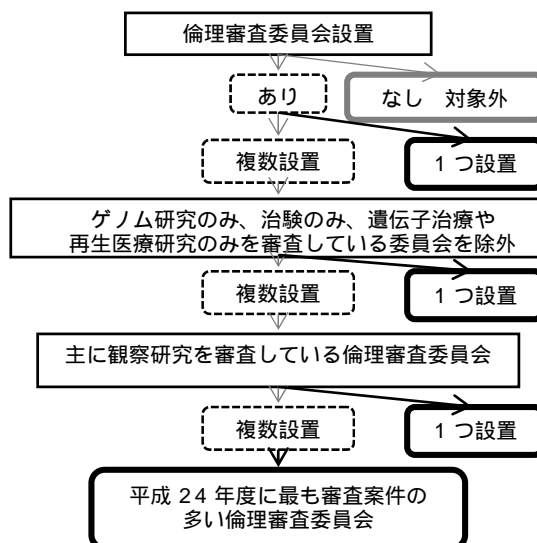 倫理審査委員会設置
あり
なし　対象外
複数設置
1 つ設置
ゲノム研究のみ、治験のみ、遺伝子治療や
再生医療研究のみを審査している委員会を除外
複数設置
1 つ設置
主に観察研究を審査している倫理審査委員会
複数設置
1 つ設置
平成 24 年度に最も審査案件の
多い倫理審査委員会